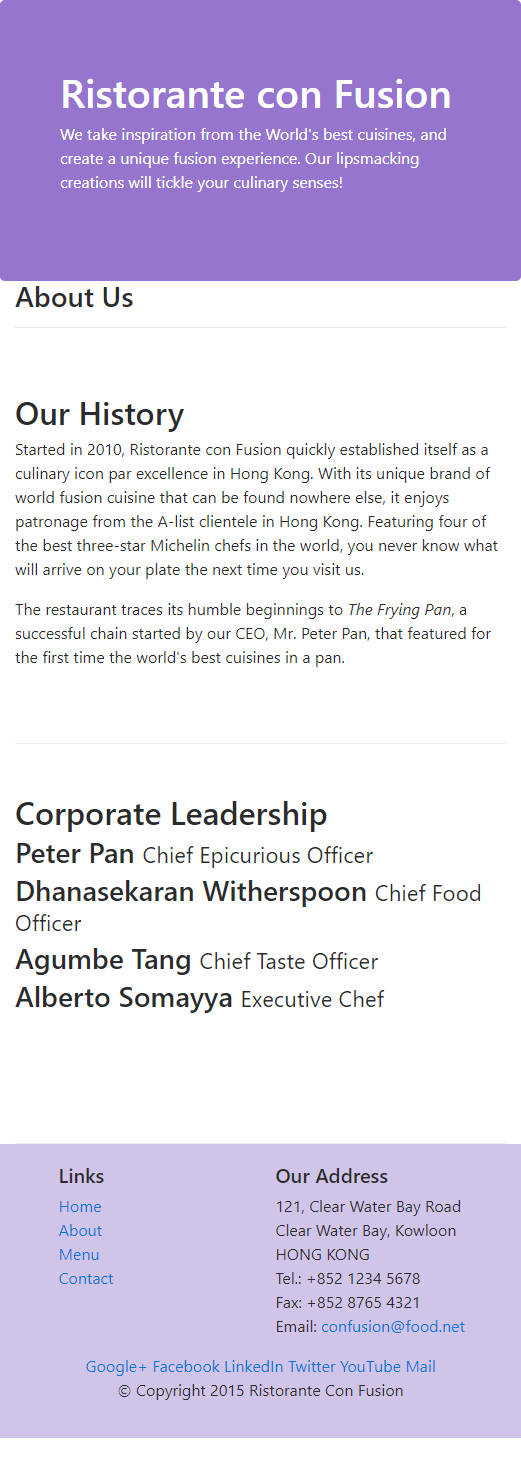 Ristorante con Fusion
We take inspiration from the World's best cuisines, and
create a unique fusion experience. Our lipsmacking
creations will tickle your culinary senses!
About Us
Our History
Started in 2010, Ristorante con Fusion quickly established itself as a
culinary icon par excellence in Hong Kong. With its unique brand of
world fusion cuisine that can be found nowhere else, it enjoys
patronage from the A-list clientele in Hong Kong. Featuring four of
the best three-star Michelin chefs in the world, you never know what
will arrive on your plate the next time you visit us.
The restaurant traces its humble beginnings to The Frying Pan, a
successful chain started by our CEO, Mr. Peter Pan, that featured for
the first time the world's best cuisines in a pan.
Corporate Leadership
Peter Pan Chief Epicurious Officer
Dhanasekaran Witherspoon Chief Food
Officer
Agumbe Tang Chief Taste Officer
Alberto Somayya Executive Chef
Links
Home
About
Menu
Contact
Our Address
121, Clear Water Bay Road
Clear Water Bay, Kowloon
HONG KONG
Tel.: +852 1234 5678
Fax: +852 8765 4321
Email: confusion@food.net
Google+ Facebook LinkedIn Twitter YouTube Mail
© Copyright 2015 Ristorante Con Fusion